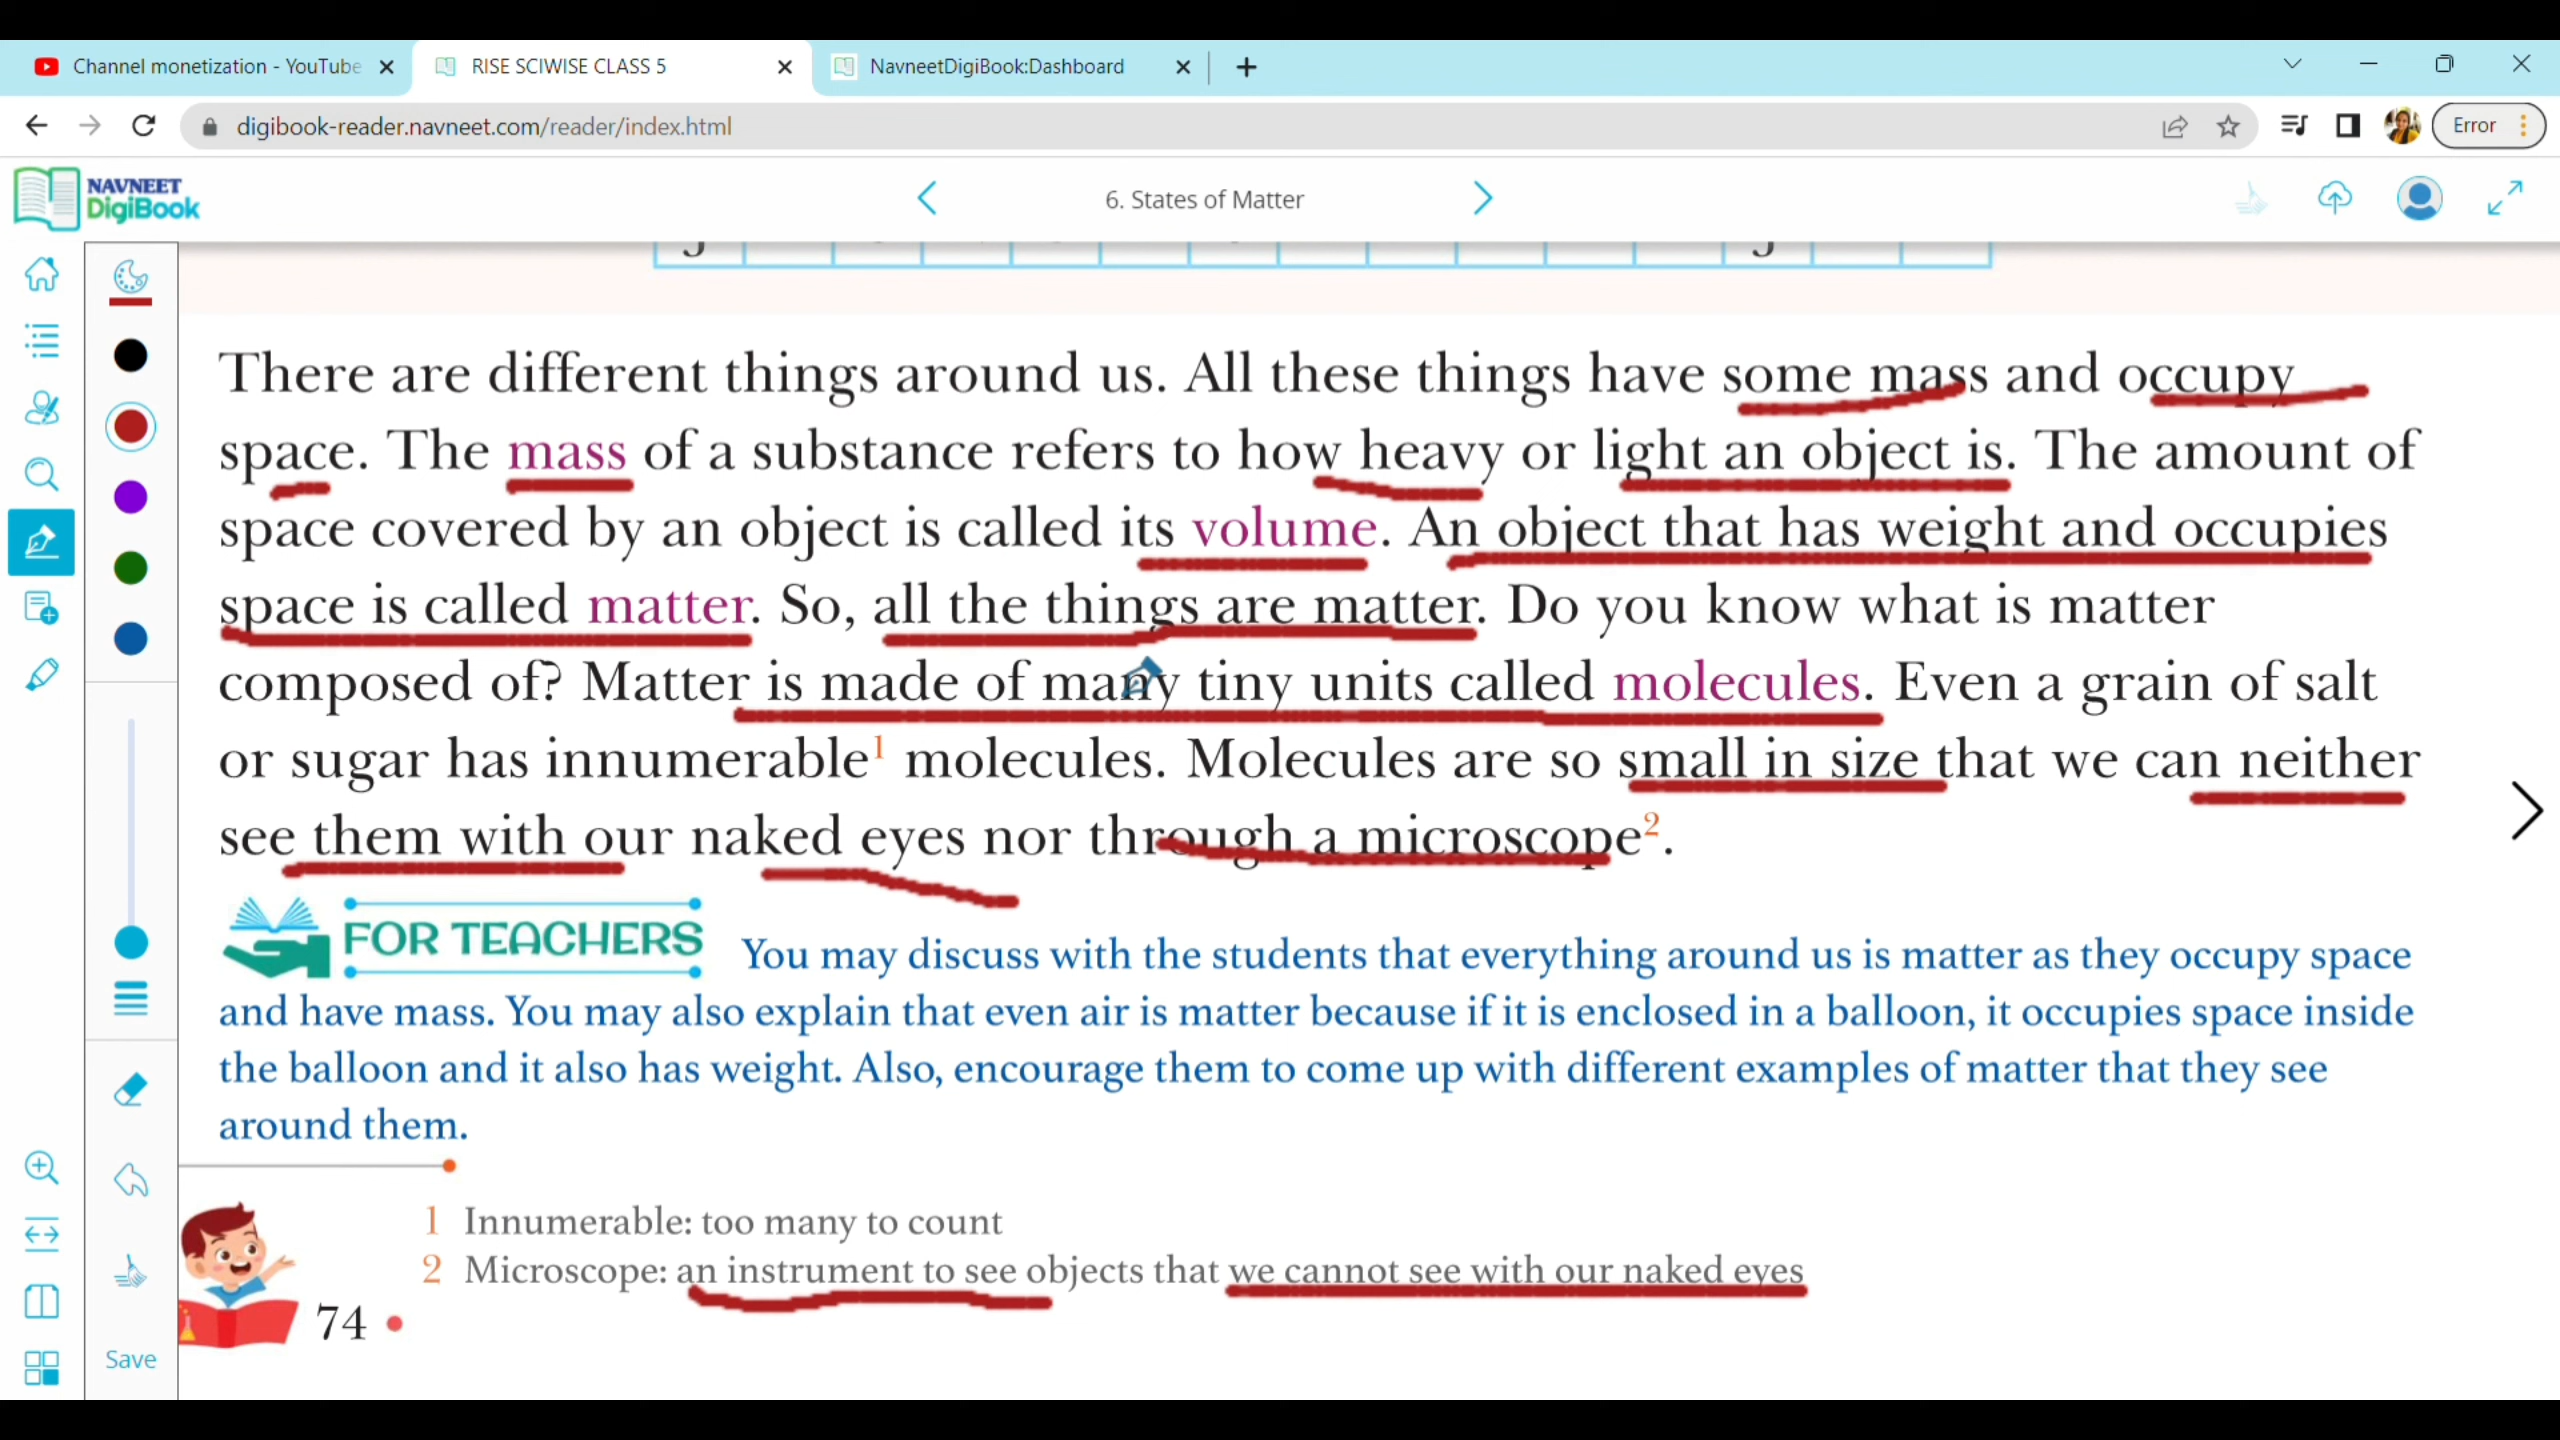 Channel monetization - YouTube
RISE SCIWISE CLASS 5
NavneetDigiBook:Dashboard
digibook-reader.navneet.com/reader/index.html
Error
NAVNEET
DigiBook
6. States of Matter
There are different things around us. All these things have some mass and occupy
space. The mass of a substance refers to how heavy or light an object is. The amount of
space covered by an object is called its volume. An object that has weight and occupies
space is called matter. So, all the things are matter. Do you know what is matter
composed of? Matter is made of many tiny units called molecules. Even a grain of salt
or sugar has innumerable1 molecules. Molecules are so small in size that we can neither
see them with our naked eyes nor through a microscope2.
FOR TEACHERS You may discuss with the students that everything around us is matter as they occupy space
and have mass. You may also explain that even air is matter because if it is enclosed in a balloon, it occupies space inside
the balloon and it also has weight. Also, encourage them to come up with different examples of matter that they see
around them.
1 Innumerable: too many to count
2 Microscope: an instrument to see objects that we cannot see with our naked eyes
74
Save